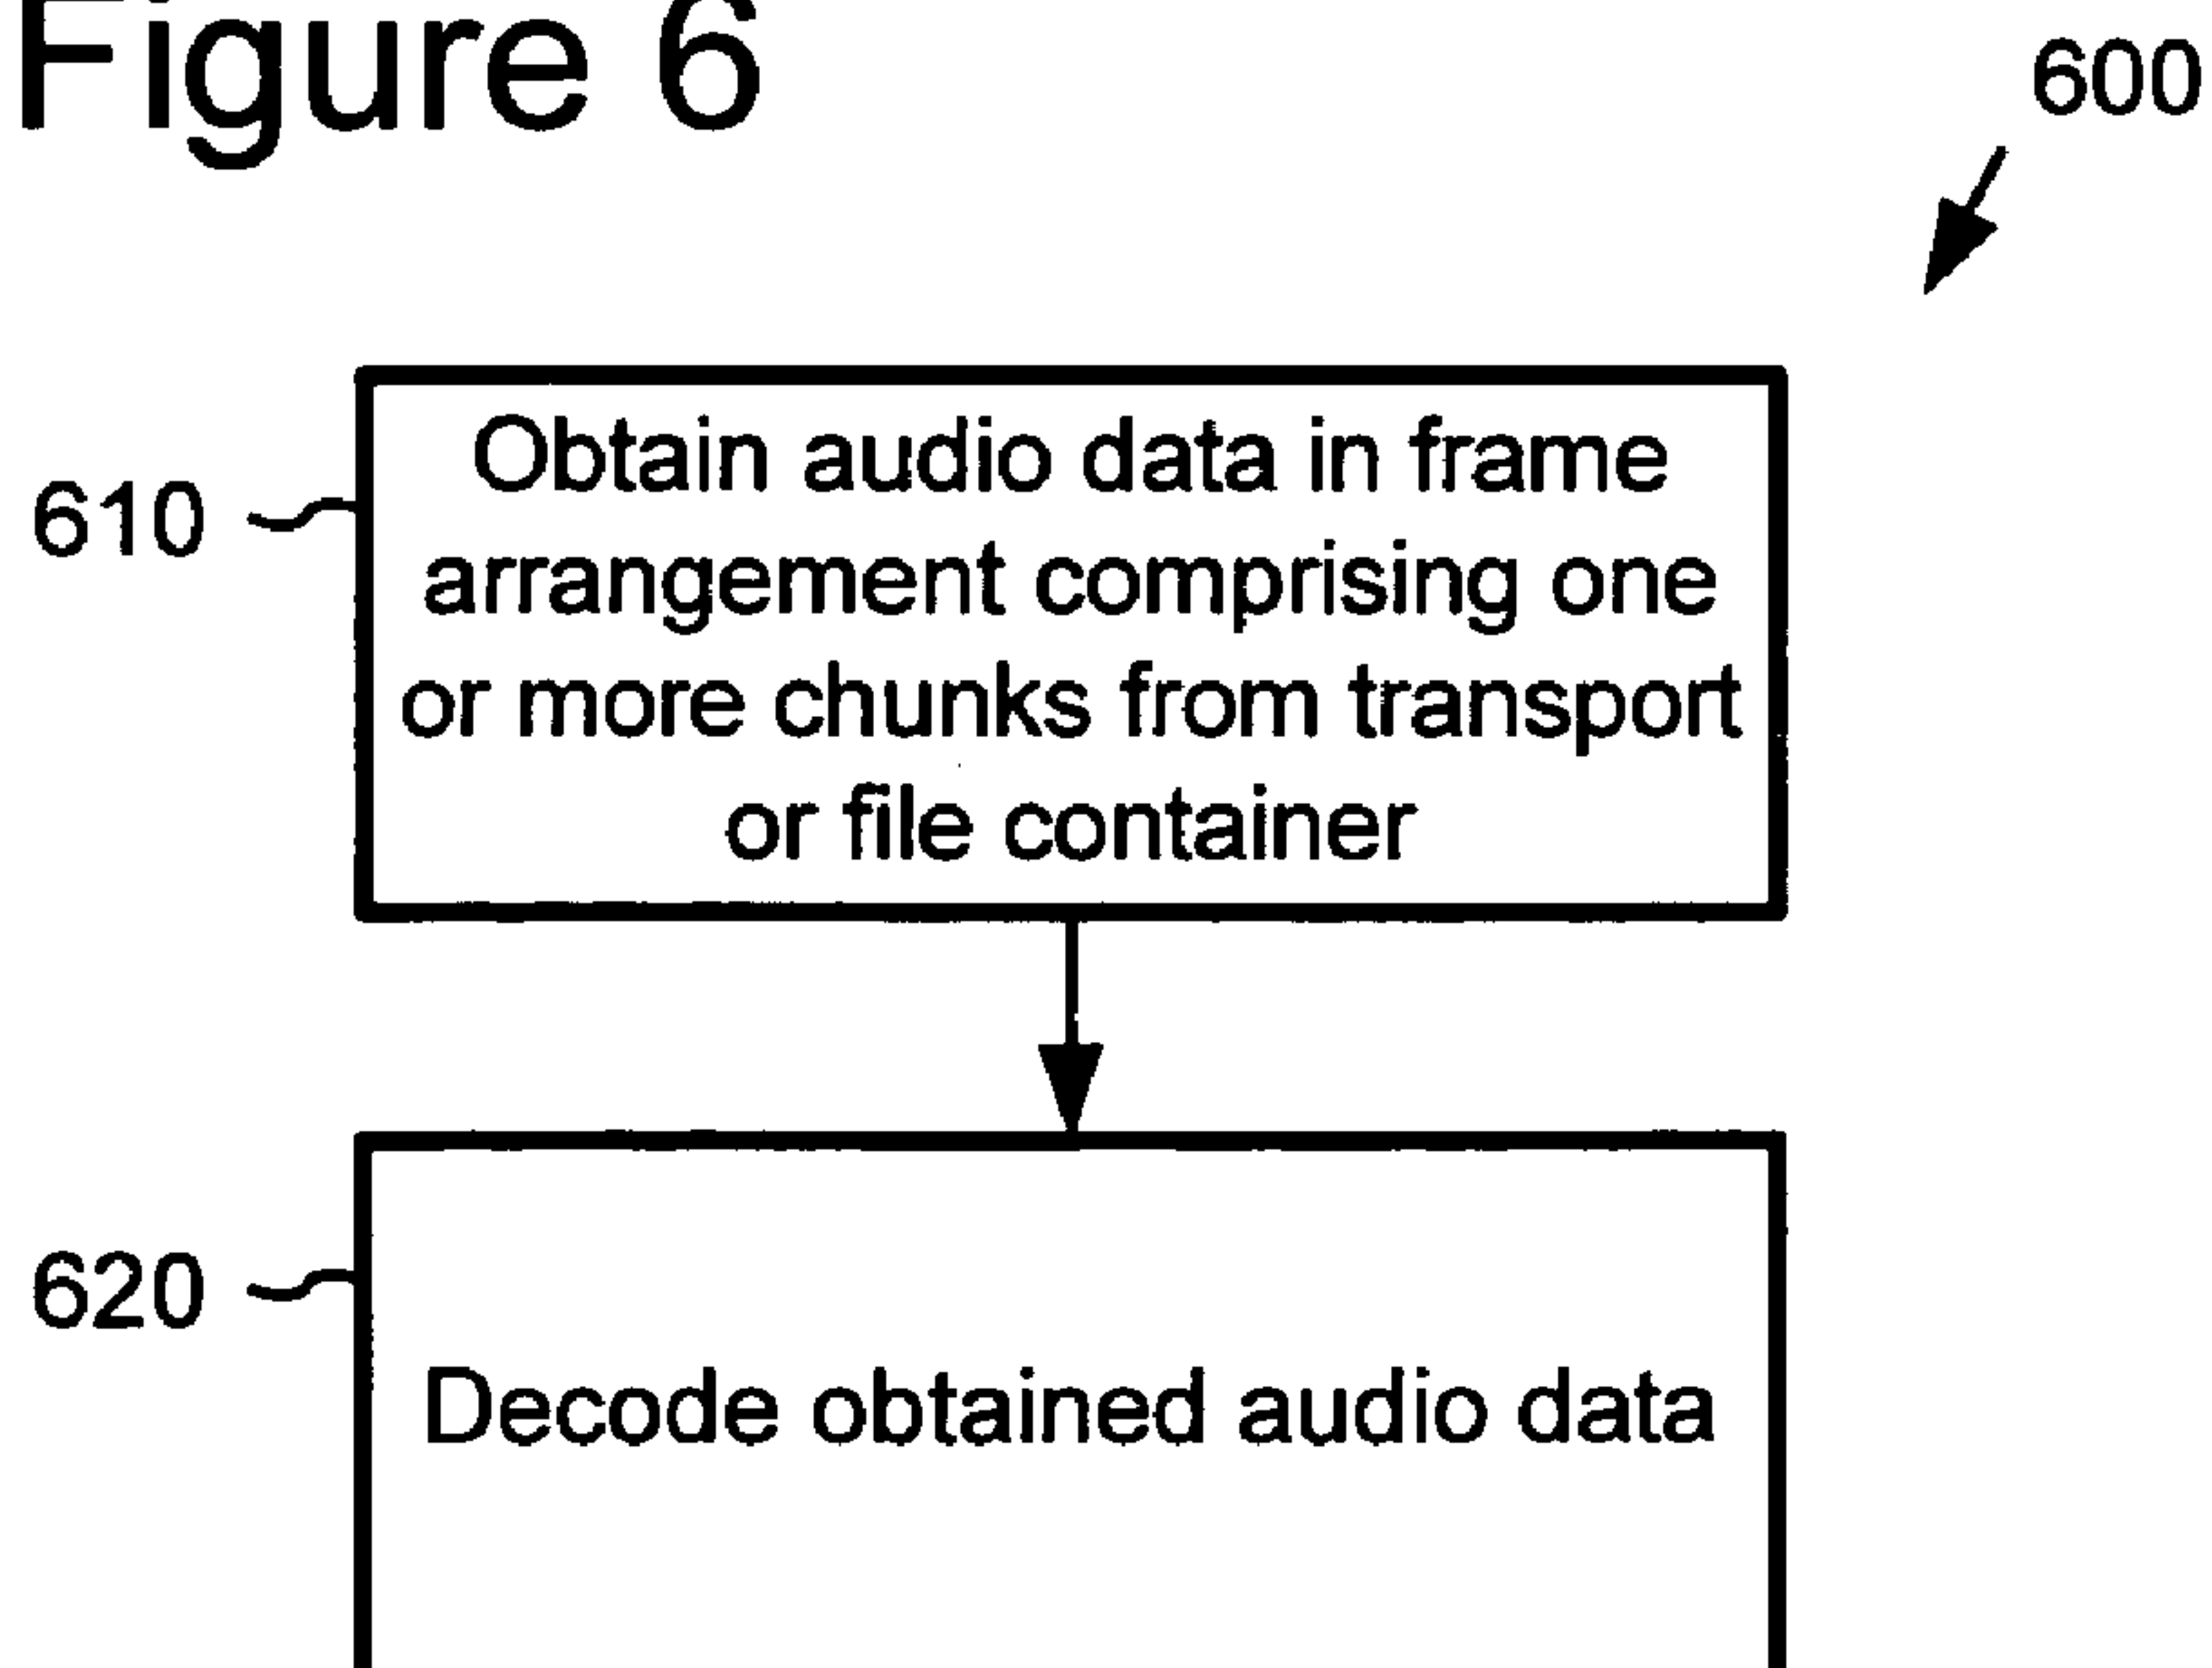 Figure 6
600
610
Obtain audio data in frame
arrangement comprising one
or more chunks from transport
or file container
620
Decode obtained audio data